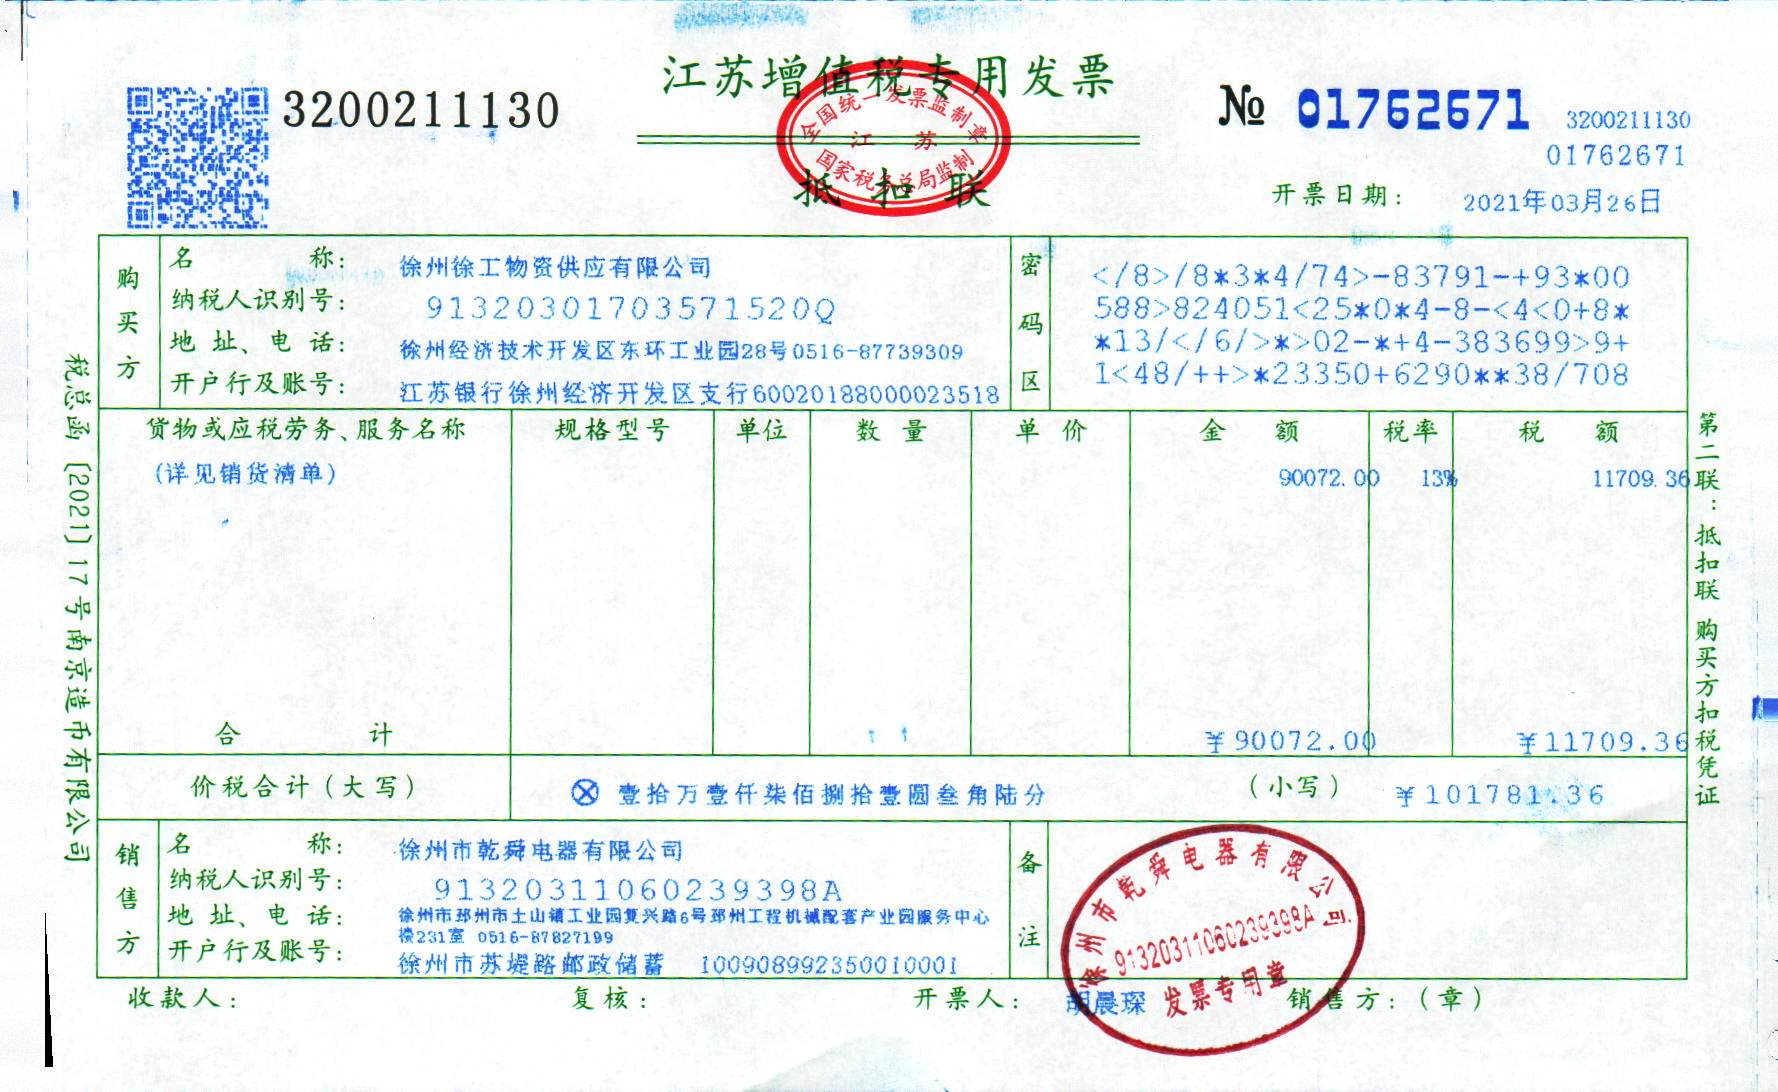 江苏增值税专用发票
3200211130
№ 01762671
3200211130
01762671
全国统一发票监制章
江 苏
国家税务总局监制
抵 扣 联
开票日期: 2021年03月26日
购买方
名 称: 徐州徐工物资供应有限公司
纳税人识别号: 91320301703571520Q
地 址、电 话: 徐州经济技术开发区东环工业园28号0516-87739309
开户行及账号: 江苏银行徐州经济开发区支行60020188000023518
密码区
</8>/8*3*4/74>-83791-+93*00
588>824051<25*0*4-8-<4<0+8*
*13/</6/>*>02-*+4-383699>9+
1<48/++>*23350+6290**38/708
货物或应税劳务、服务名称 规格型号 单位 数 量 单 价 金 额 税率 税 额
(详见销货清单) 90072.00 13% 11709.36
合 计 ¥90072.00 ¥11709.36
价税合计(大写) ⊗ 壹拾万壹仟柒佰捌拾壹圆叁角陆分 (小写) ¥101781.36
销售方
名 称: 徐州市乾舜电器有限公司
纳税人识别号: 91320311060239398A
地 址、电 话: 徐州市邳州市土山镇工业园复兴路6号邳州工程机械配套产业园服务中心
楼231室 0516-87827199
开户行及账号: 徐州市苏堤路邮政储蓄 100908992350010001
备注
徐州市乾舜电器有限公司
91320311060239398A
发票专用章
收款人: 复核: 开票人: 胡晨琛 销售方:(章)
税总函〔2021〕17号南京造币有限公司
第二联:抵扣联 购买方扣税凭证